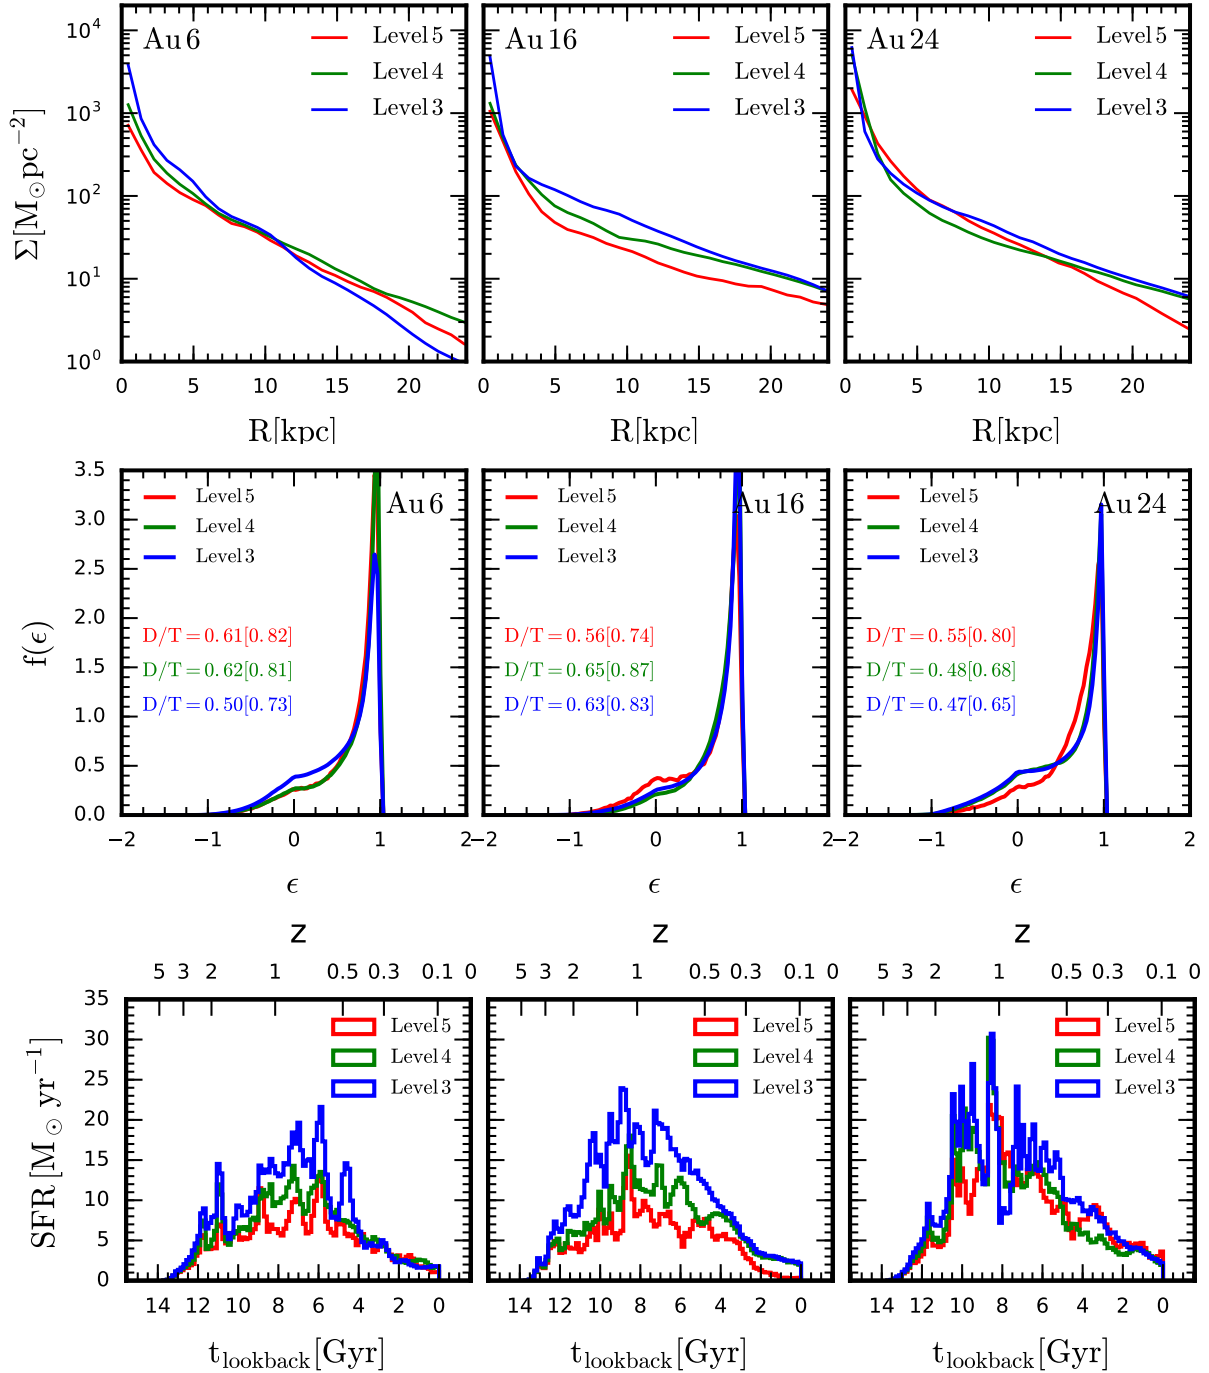 Au 6 Level 5 Au 16 Level 5 Au 24 Level 5
Level 4 Level 4 Level 4
Level 3 Level 3 Level 3
Σ[M⊙pc−2]
10^4
10^3
10^2
10^1
10^0
0 5 10 15 20 0 5 10 15 20 0 5 10 15 20
R[kpc] R[kpc] R[kpc]
f(ϵ)
3.5
3.0
2.5
2.0
1.5
1.0
0.5
0.0
Level 5 Au 6 Level 5 Au 16 Level 5 Au 24
Level 4 Level 4 Level 4
Level 3 Level 3 Level 3
D/T=0.61[0.82] D/T=0.56[0.74] D/T=0.55[0.80]
D/T=0.62[0.81] D/T=0.65[0.87] D/T=0.48[0.68]
D/T=0.50[0.73] D/T=0.63[0.83] D/T=0.47[0.65]
−2 −1 0 1 2 −2 −1 0 1 2 −2 −1 0 1 2
ϵ ϵ ϵ
z z z
5 3 2 1 0.5 0.3 0.1 0 5 3 2 1 0.5 0.3 0.1 0 5 3 2 1 0.5 0.3 0.1 0
SFR [M⊙ yr−1]
35
30
25
20
15
10
5
0
Level 5 Level 5 Level 5
Level 4 Level 4 Level 4
Level 3 Level 3 Level 3
14 12 10 8 6 4 2 0 14 12 10 8 6 4 2 0 14 12 10 8 6 4 2 0
tlookback[Gyr] tlookback[Gyr] tlookback[Gyr]